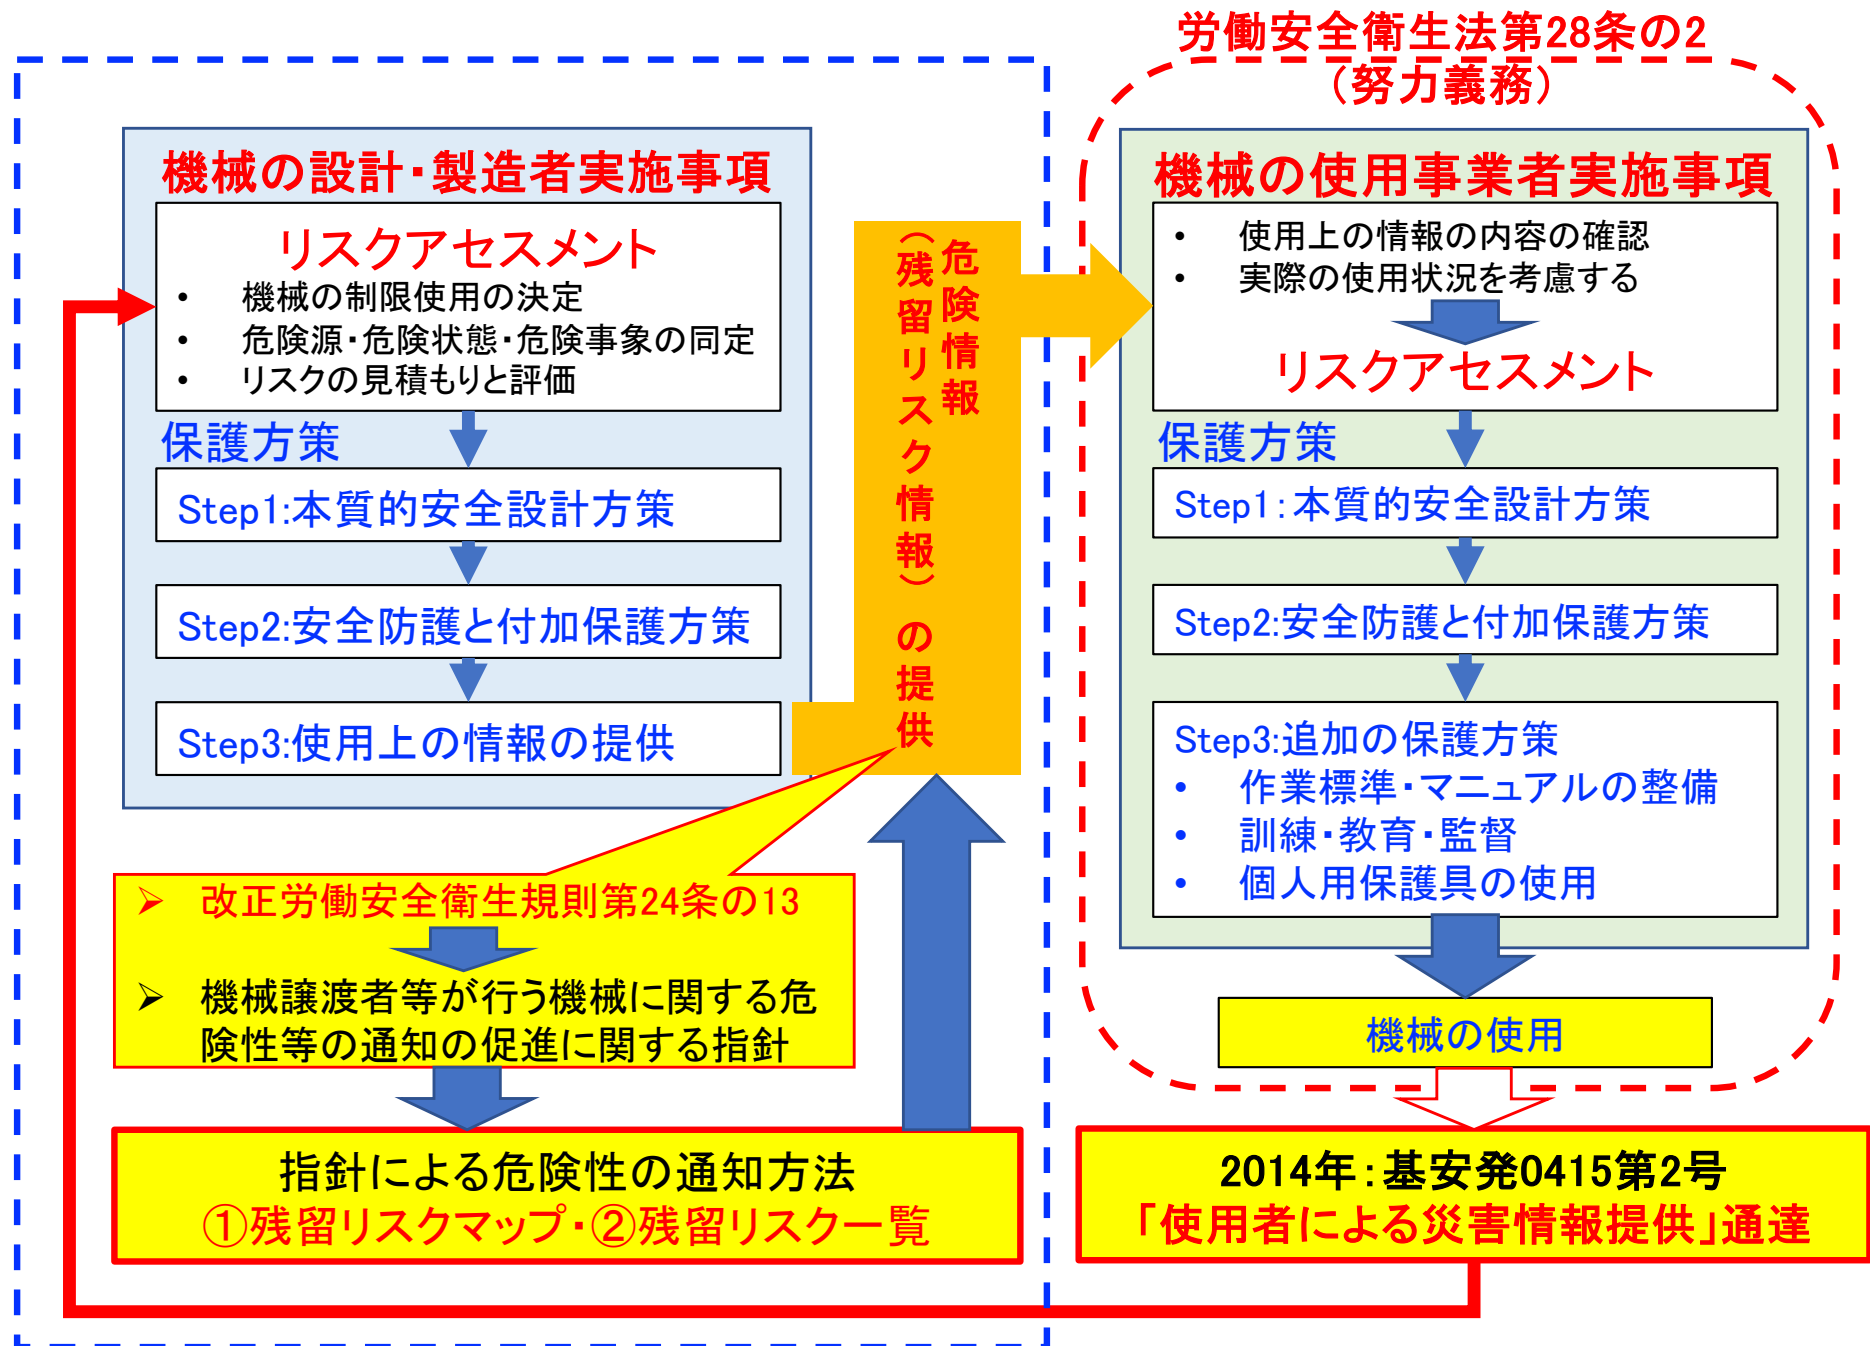 労働安全衛生法第28条の2
（努力義務）
機械の設計・製造者実施事項
リスクアセスメント
• 機械の制限使用の決定
• 危険源・危険状態・危険事象の同定
• リスクの見積もりと評価
保護方策
Step1:本質的安全設計方策
Step2:安全防護と付加保護方策
Step3:使用上の情報の提供
危険情報
（残留リスク情報）の提供
➢ 改正労働安全衛生規則第24条の13
➢ 機械譲渡者等が行う機械に関する危
険性等の通知の促進に関する指針
指針による危険性の通知方法
①残留リスクマップ・②残留リスク一覧
機械の使用事業者実施事項
• 使用上の情報の内容の確認
• 実際の使用状況を考慮する
リスクアセスメント
保護方策
Step1：本質的安全設計方策
Step2:安全防護と付加保護方策
Step3:追加の保護方策
• 作業標準・マニュアルの整備
• 訓練・教育・監督
• 個人用保護具の使用
機械の使用
2014年：基安発0415第2号
「使用者による災害情報提供」通達